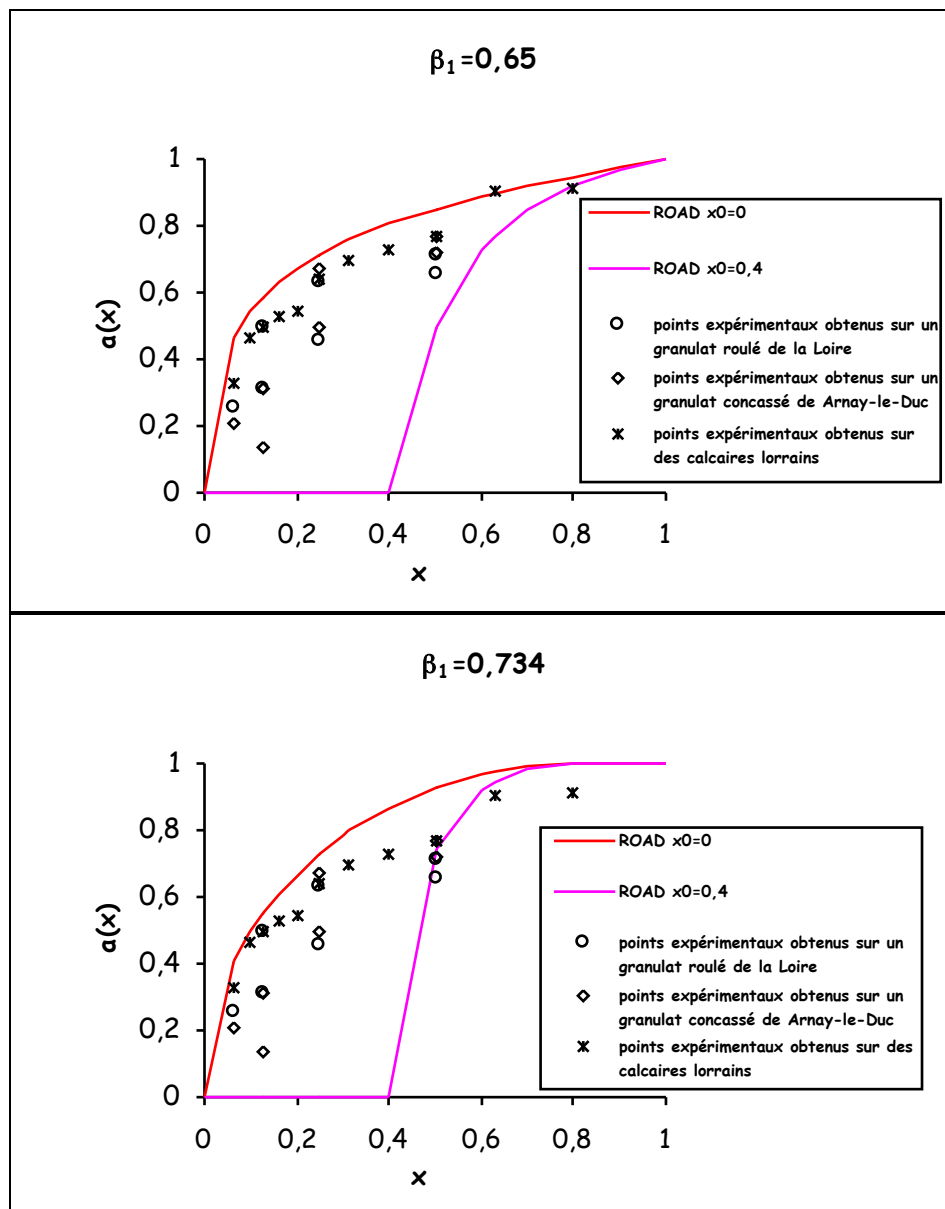 β1=0,65
1
0,8
0,6
0,4
0,2
0
a(x)
0
0,2
0,4
0,6
0,8
1
x
ROAD x0=0
ROAD x0=0,4
points expérimentaux obtenus sur un
granulat roulé de la Loire
points expérimentaux obtenus sur un
granulat concassé de Arnay-le-Duc
points expérimentaux obtenus sur
des calcaires lorrains
β1=0,734
1
0,8
0,6
0,4
0,2
0
a(x)
0
0,2
0,4
0,6
0,8
1
x
ROAD x0=0
ROAD x0=0,4
points expérimentaux obtenus sur un
granulat roulé de la Loire
points expérimentaux obtenus sur un
granulat concassé de Arnay-le-Duc
points expérimentaux obtenus sur des
calcaires lorrains